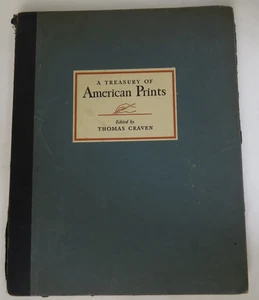 A TREASURY OF
American Prints
Edited by
THOMAS CRAVEN